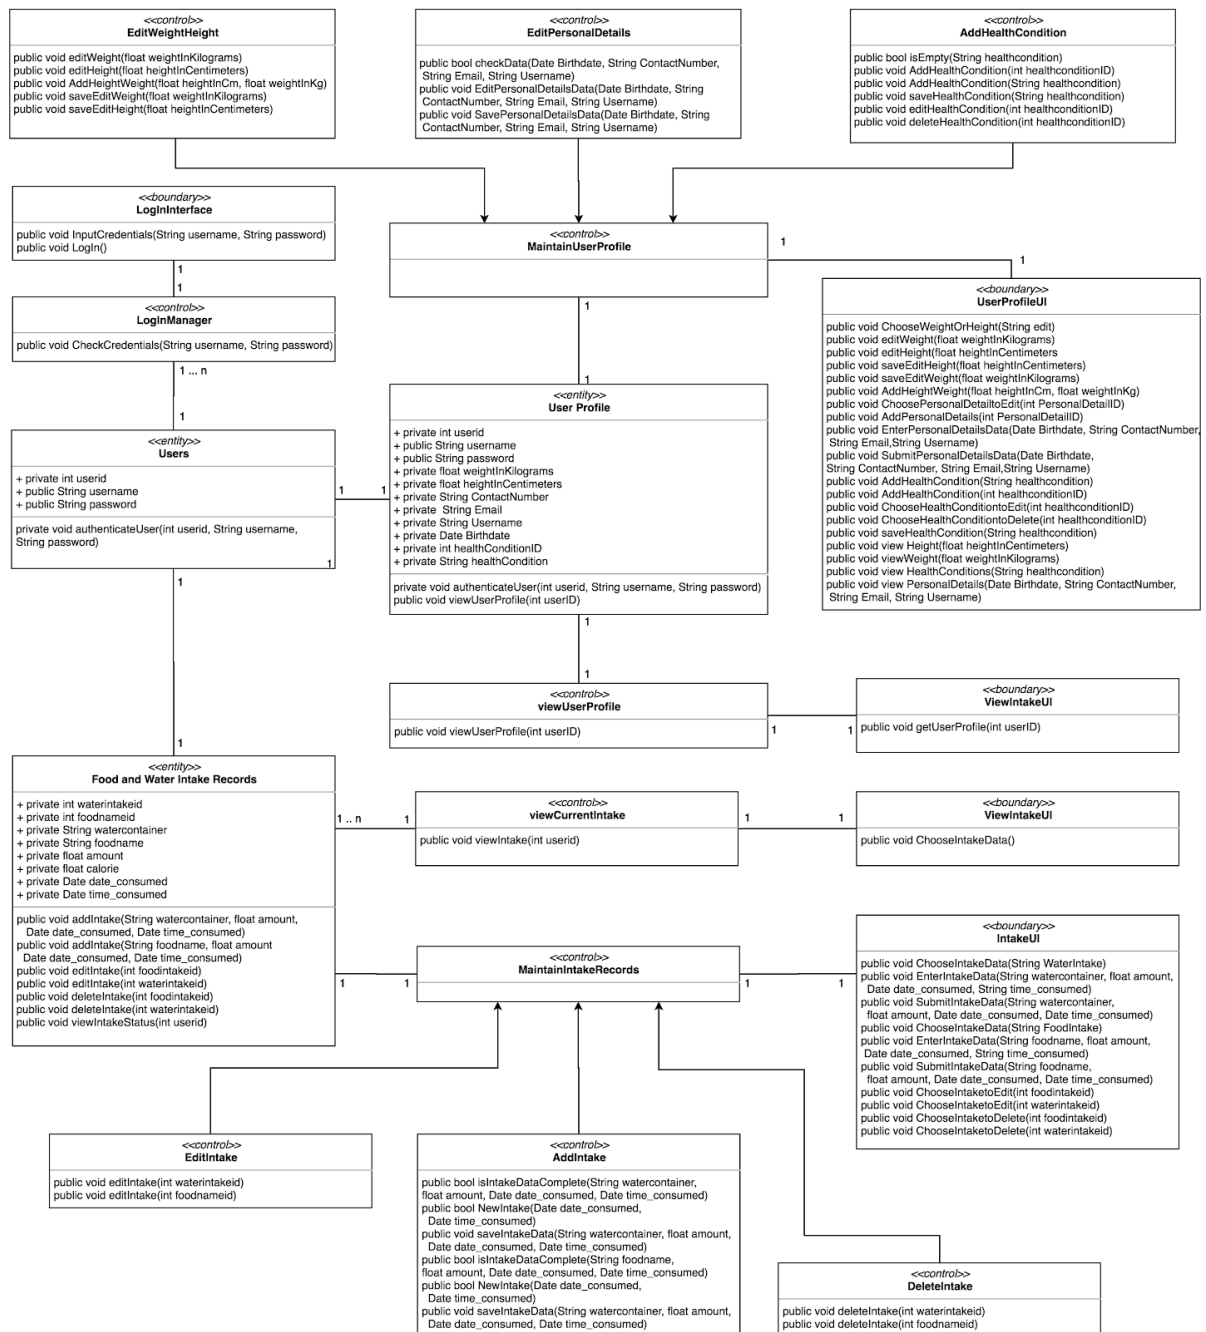 <<control>>
EditWeightHeight
public void editWeight(float weightInKilograms)
public void editHeight(float heightInCentimeters)
public void AddHeightWeight(float heightInCm, float weightInKg)
public void saveEditWeight(float weightInKilograms)
public void saveEditHeight(float heightInCentimeters)
<<control>>
EditPersonalDetails
public bool checkData(Date Birthdate, String ContactNumber,
String Email, String Username)
public void EditPersonalDetailsData(Date Birthdate, String
ContactNumber, String Email, String Username)
public void SavePersonalDetailsData(Date Birthdate, String
ContactNumber, String Email, String Username)
<<control>>
AddHealthCondition
public bool isEmpty(String healthcondition)
public void AddHealthCondition(int healthconditionID)
public void AddHealthCondition(String healthcondition)
public void saveHealthCondition(String healthcondition)
public void editHealthCondition(int healthconditionID)
public void deleteHealthCondition(int healthconditionID)
<<boundary>>
LogInInterface
public void InputCredentials(String username, String password)
public void LogIn()
1
1
<<control>>
LogInManager
public void CheckCredentials(String username, String password)
1 ... n
1
<<control>>
MaintainUserProfile
1
1
1
1
<<boundary>>
UserProfileUI
public void ChooseWeightOrHeight(String edit)
public void editWeight(float weightInKilograms)
public void editHeight(float heightInCentimeters
public void saveEditHeight(float heightInCentimeters)
public void saveEditWeight(float weightInKilograms)
public void AddHeightWeight(float heightInCm, float weightInKg)
public void ChoosePersonalDetailtoEdit(int PersonalDetailID)
public void AddPersonalDetails(int PersonalDetailID)
public void EnterPersonalDetailsData(Date Birthdate, String ContactNumber,
String Email,String Username)
public void SubmitPersonalDetailsData(Date Birthdate,
String ContactNumber, String Email,String Username)
public void AddHealthCondition(String healthcondition)
public void AddHealthCondition(int healthconditionID)
public void ChooseHealthConditiontoEdit(int healthconditionID)
public void ChooseHealthConditiontoDelete(int healthconditionID)
public void saveHealthCondition(String healthcondition)
public void view Height(float heightInCentimeters)
public void viewWeight(float weightInKilograms)
public void view HealthConditions(String healthcondition)
public void view PersonalDetails(Date Birthdate, String ContactNumber,
String Email, String Username)
<<entity>>
Users
+ private int userid
+ public String username
+ public String password
private void authenticateUser(int userid, String username,
String password)
1
1
1
1
<<entity>>
User Profile
+ private int userid
+ public String username
+ public String password
+ private float weightInKilograms
+ private float heightInCentimeters
+ private String ContactNumber
+ private String Email
+ private String Username
+ private Date Birthdate
+ private int healthConditionID
+ private String healthCondition
private void authenticateUser(int userid, String username, String password)
public void viewUserProfile(int userID)
1
1
<<control>>
viewUserProfile
public void viewUserProfile(int userID)
1
1
<<boundary>>
ViewIntakeUI
public void getUserProfile(int userID)
1
<<entity>>
Food and Water Intake Records
+ private int waterintakeid
+ private int foodnameid
+ private String watercontainer
+ private String foodname
+ private float amount
+ private float calorie
+ private Date date_consumed
+ private Date time_consumed
public void addIntake(String watercontainer, float amount,
Date date_consumed, Date time_consumed)
public void addIntake(String foodname, float amount
Date date_consumed, Date time_consumed)
public void editIntake(int foodintakeid)
public void editIntake(int waterintakeid)
public void deleteIntake(int foodintakeid)
public void deleteIntake(int waterintakeid)
public void viewIntakeStatus(int userid)
1 .. n
1
<<control>>
viewCurrentIntake
public void viewIntake(int userid)
1
1
<<boundary>>
ViewIntakeUI
public void ChooseIntakeData()
1
1
<<control>>
MaintainIntakeRecords
1
1
<<boundary>>
IntakeUI
public void ChooseIntakeData(String WaterIntake)
public void EnterIntakeData(String watercontainer, float amount,
Date date_consumed, String time_consumed)
public void SubmitIntakeData(String watercontainer,
float amount, Date date_consumed, Date time_consumed)
public void ChooseIntakeData(String FoodIntake)
public void EnterIntakeData(String foodname, float amount,
Date date_consumed, String time_consumed)
public void SubmitIntakeData(String foodname,
float amount, Date date_consumed, Date time_consumed)
public void ChooseIntaketoEdit(int foodintakeid)
public void ChooseIntaketoEdit(int waterintakeid)
public void ChooseIntaketoDelete(int foodintakeid)
public void ChooseIntaketoDelete(int waterintakeid)
<<control>>
EditIntake
public void editIntake(int waterintakeid)
public void editIntake(int foodnameid)
<<control>>
AddIntake
public bool isIntakeDataComplete(String watercontainer,
float amount, Date date_consumed, Date time_consumed)
public bool NewIntake(Date date_consumed,
Date time_consumed)
public void saveIntakeData(String watercontainer, float amount,
Date date_consumed, Date time_consumed)
public bool isIntakeDataComplete(String foodname,
float amount, Date date_consumed, Date time_consumed)
public bool NewIntake(Date date_consumed,
Date time_consumed)
public void saveIntakeData(String watercontainer, float amount,
Date date_consumed, Date time_consumed)
<<control>>
DeleteIntake
public void deleteIntake(int waterintakeid)
public void deleteIntake(int foodnameid)